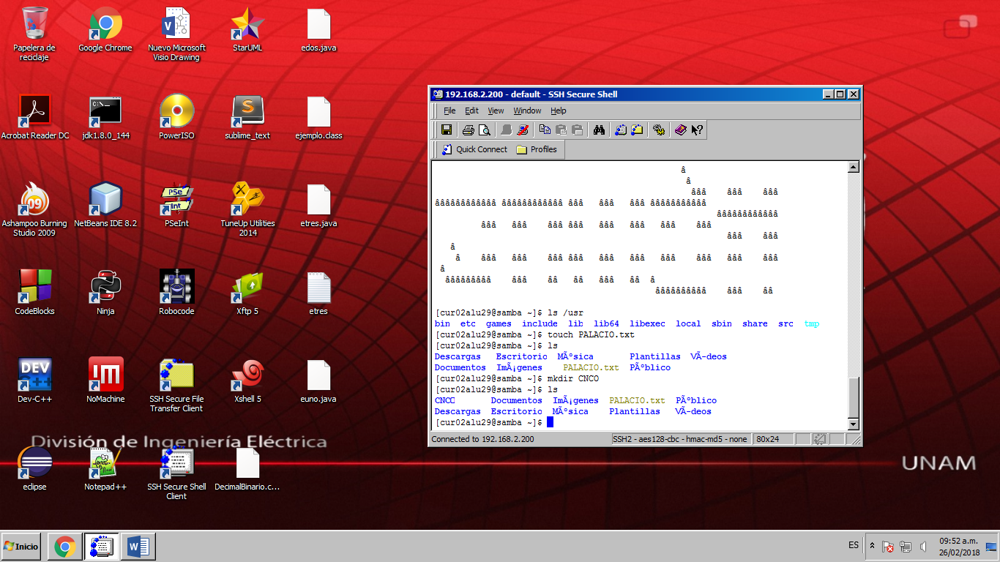 Papelera de
reciclaje
Google Chrome
Nuevo Microsoft
Visio Drawing
StarUML
edos.java
Acrobat Reader DC
jdk1.8.0_144
PowerISO
sublime_text
ejemplo.class
Ashampoo Burning
Studio 2009
NetBeans IDE 8.2
PSeInt
TuneUp Utilities
2014
etres.java
CodeBlocks
Ninja
Robocode
Xftp 5
etres
Dev-C++
NoMachine
SSH Secure File
Transfer Client
Xshell 5
euno.java
División de Ingeniería Eléctrica
eclipse
Notepad++
SSH Secure Shell
Client
DecimalBinario.c...
192.168.2.200 - default - SSH Secure Shell
File Edit View Window Help
Quick Connect Profiles
â
â
âââ âââ âââ
ââââââââââââ ââââââââââââ âââ âââ âââ âââââââââââ
ââââââââââââ
âââ âââ âââ âââ âââ âââ âââ âââ
âââ âââ
â
â âââ âââ âââ âââ âââ âââ âââ âââ âââ âââ
â
âââââââââ âââ ââ ââ âââ ââ â
ââââââââââ âââ ââ
[cur02alu29@samba ~]$ ls /usr
bin etc games include lib lib64 libexec local sbin share src tmp
[cur02alu29@samba ~]$ touch PALACIO.txt
[cur02alu29@samba ~]$ ls
Descargas Escritorio MÃºsica Plantillas VÃ-deos
Documentos ImÃ¡genes PALACIO.txt PÃºblico
[cur02alu29@samba ~]$ mkdir CNCO
[cur02alu29@samba ~]$ ls
CNCO▯ Documentos ImÃ¡genes PALACIO.txt PÃºblico
Descargas Escritorio MÃºsica Plantillas VÃ-deos
[cur02alu29@samba ~]$
Connected to 192.168.2.200 SSH2 - aes128-cbc - hmac-md5 - none 80x24
UNAM
Inicio
ES
09:52 a.m.
26/02/2018